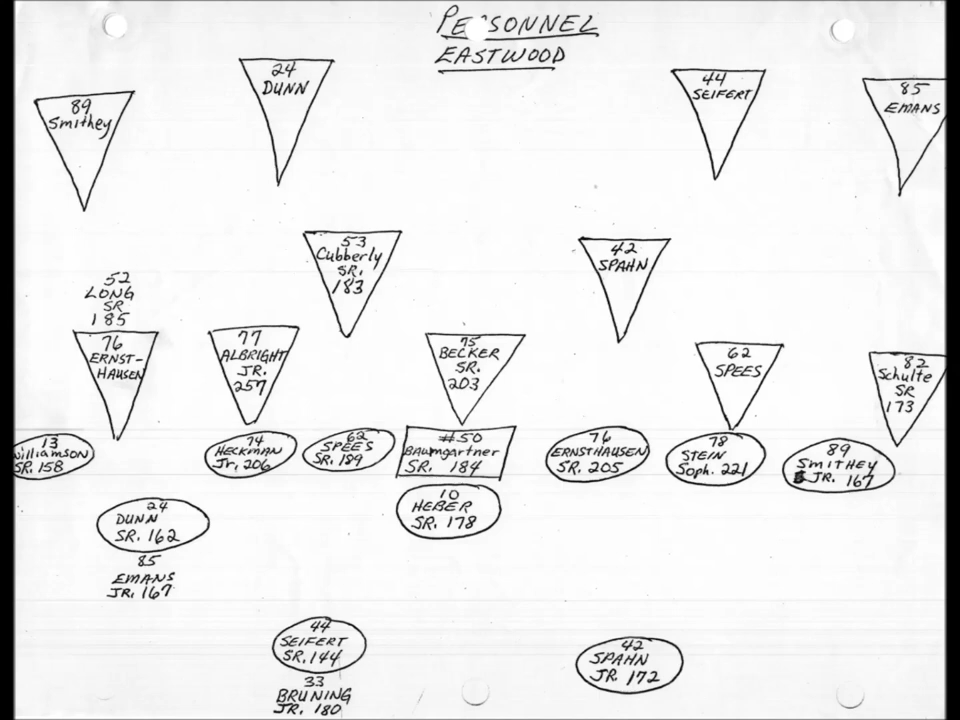 PERSONNEL
EASTWOOD
89
Smithey
24
DUNN
44
SEIFERT
85
EMANS
53
Cubberly
SR.
183
42
SPAHN
52
LONG
SR
185
76
ERNST-
HAUSEN
77
ALBRIGHT
JR.
257
75
BECKER
SR.
203
62
SPEES
82
Schulte
SR
173
13
Williamson
SR. 158
74
HECKMAN
Jr. 206
62
SPEES
SR. 189
#50
BAUMgartner
SR. 184
76
ERNSTHAUSEN
SR. 205
78
STEIN
Soph. 221
89
SMITHEY
JR. 167
24
DUNN
SR. 162
10
HEBER
SR. 178
85
EMANS
JR. 167
44
SEIFERT
SR. 144
42
SPAHN
JR. 172
33
BRUNING
JR. 180